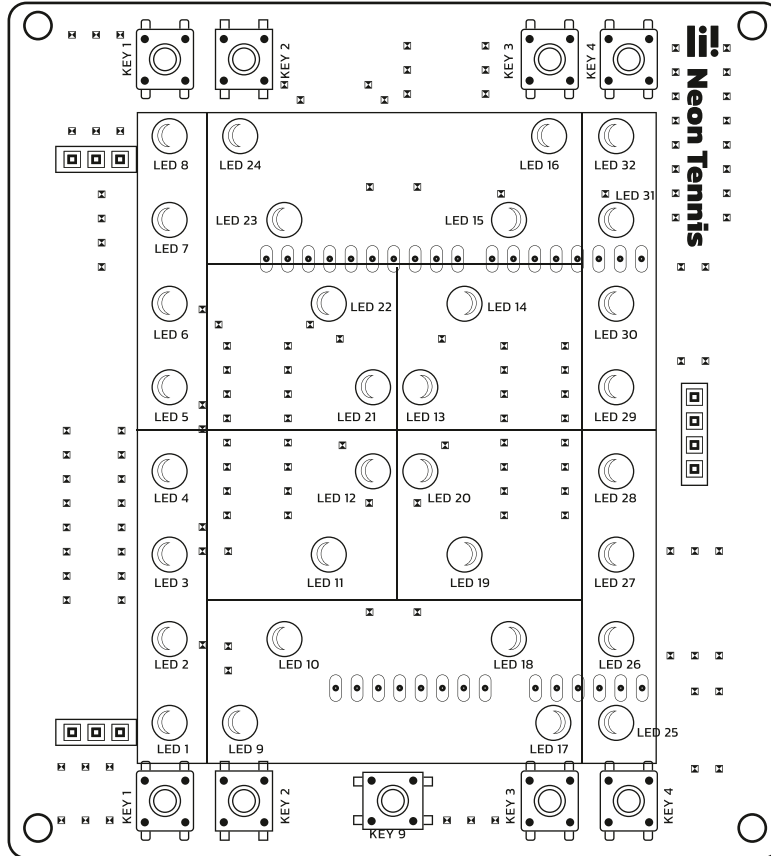 KEY 1
KEY 2
KEY 3
KEY 4
Neon Tennis
LED 8
LED 24
LED 16
LED 32
LED 31
LED 7
LED 23
LED 15
LED 6
LED 22
LED 14
LED 30
LED 5
LED 21
LED 13
LED 29
LED 4
LED 12
LED 20
LED 28
LED 3
LED 11
LED 19
LED 27
LED 2
LED 10
LED 18
LED 26
LED 1
LED 9
LED 17
LED 25
KEY 1
KEY 2
KEY 9
KEY 3
KEY 4